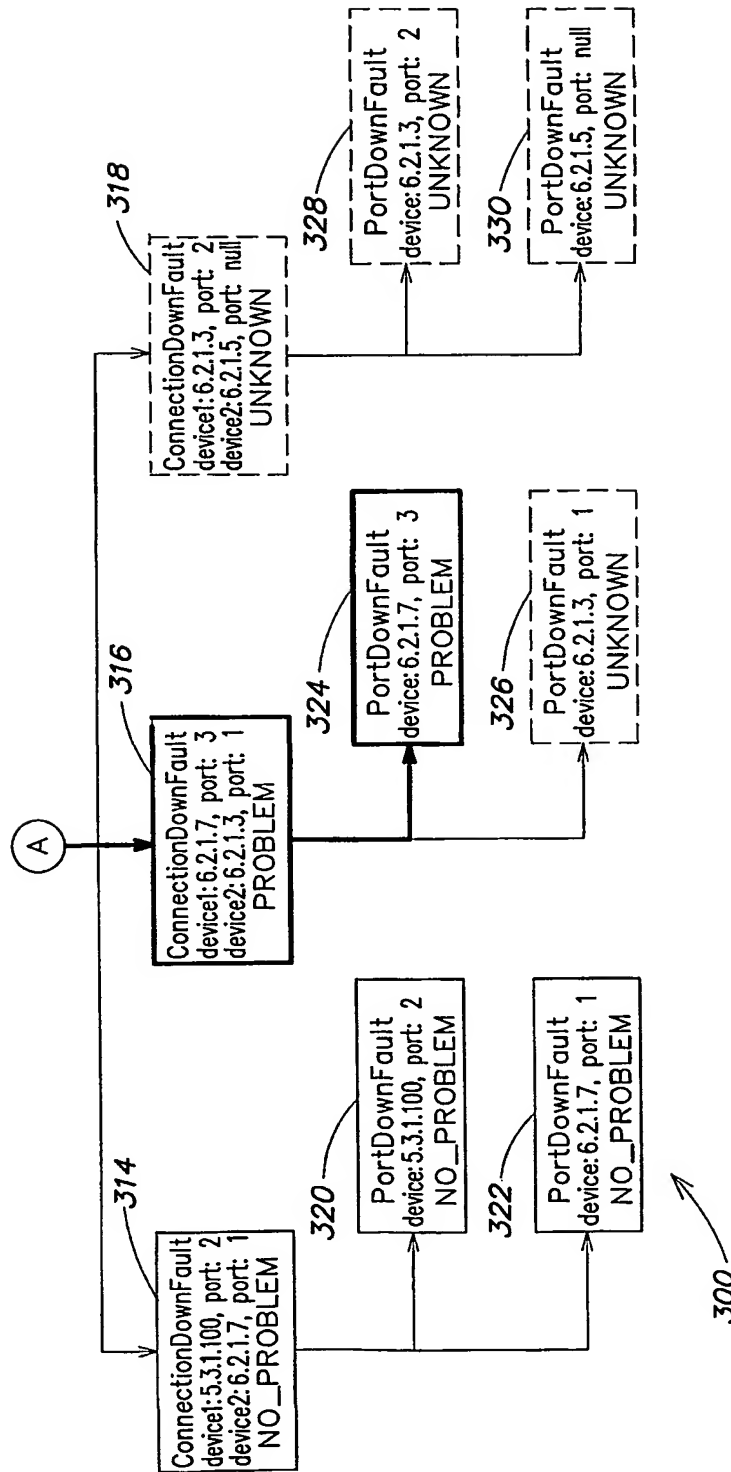 A
314
ConnectionDownFault
device1:5.3.1.100, port: 2
device2:6.2.1.7, port: 1
NO_PROBLEM
316
ConnectionDownFault
device1:6.2.1.7, port: 3
device2:6.2.1.3, port: 1
PROBLEM
318
ConnectionDownFault
device1:6.2.1.3, port: 2
device2:6.2.1.5, port: null
UNKNOWN
320
PortDownFault
device:5.3.1.100, port: 2
NO_PROBLEM
324
PortDownFault
device:6.2.1.7, port: 3
PROBLEM
328
PortDownFault
device:6.2.1.3, port: 2
UNKNOWN
322
PortDownFault
device:6.2.1.7, port: 1
NO_PROBLEM
326
PortDownFault
device:6.2.1.3, port: 1
UNKNOWN
330
PortDownFault
device:6.2.1.5, port: null
UNKNOWN
300